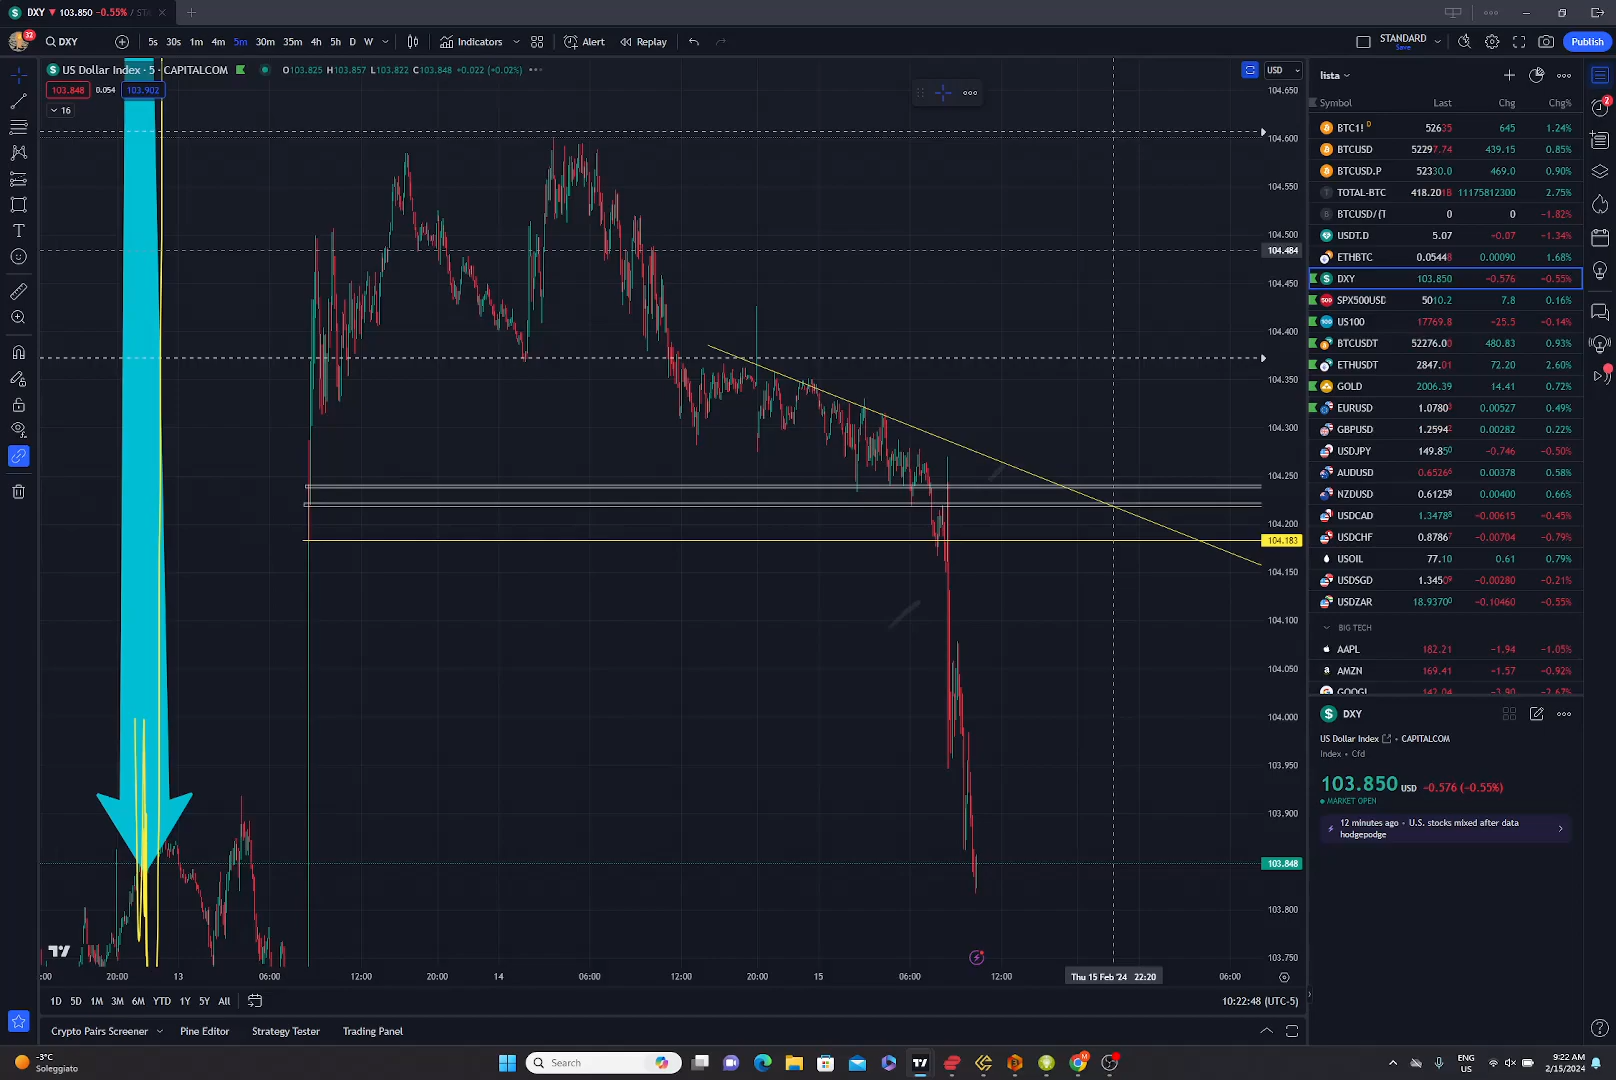 DXY ▼ 103.850 -0.55% / STA
32
DXY
5s 30s 1m 4m 5m 30m 35m 4h 5h D W
Indicators
Alert
Replay
STANDARD
Save
Publish
US Dollar Index · 5 · CAPITALCOM
O103.825 H103.857 L103.822 C103.848 +0.022 (+0.02%)
103.848 0.054 103.902
16
USD
104.650
104.600
104.550
104.500
104.484
104.450
104.400
104.350
104.300
104.250
104.200
104.183
104.150
104.100
104.050
104.000
103.950
103.900
103.848
103.800
103.750
:00 20:00 13 06:00 12:00 20:00 14 06:00 12:00 20:00 15 06:00 12:00 Thu 15 Feb '24 22:20 06:00
1D 5D 1M 3M 6M YTD 1Y 5Y All
10:22:48 (UTC-5)
Crypto Pairs Screener Pine Editor Strategy Tester Trading Panel
lista
Symbol Last Chg Chg%
BTC1! D 52635 645 1.24%
BTCUSD 52297.74 439.15 0.85%
BTCUSD.P 52330.0 469.0 0.90%
TOTAL-BTC 418.201B 11175812300 2.75%
BTCUSD/(T 0 0 -1.82%
USDT.D 5.07 -0.07 -1.34%
ETHBTC 0.05448 0.00090 1.68%
DXY 103.850 -0.576 -0.55%
SPX500USD 5010.2 7.8 0.16%
US100 17769.8 -25.5 -0.14%
BTCUSDT 52276.00 480.83 0.93%
ETHUSDT 2847.01 72.20 2.60%
GOLD 2006.39 14.41 0.72%
EURUSD 1.07803 0.00527 0.49%
GBPUSD 1.25942 0.00282 0.22%
USDJPY 149.850 -0.746 -0.50%
AUDUSD 0.65266 0.00378 0.58%
NZDUSD 0.61258 0.00400 0.66%
USDCAD 1.34788 -0.00615 -0.45%
USDCHF 0.8786 -0.00704 -0.79%
USOIL 77.10 0.61 0.79%
USDSGD 1.34509 -0.00280 -0.21%
USDZAR 18.93700 -0.10460 -0.55%
BIG TECH
AAPL 182.21 -1.94 -1.05%
AMZN 169.41 -1.57 -0.92%
GOOGL 142.04 -3.90 -2.67%
DXY
US Dollar Index · CAPITALCOM
Index · Cfd
103.850 USD -0.576 (-0.55%)
MARKET OPEN
12 minutes ago · U.S. stocks mixed after data
hodgepodge
2
-3°C
Soleggiato
Search
ENG
US
9:22 AM
2/15/2024